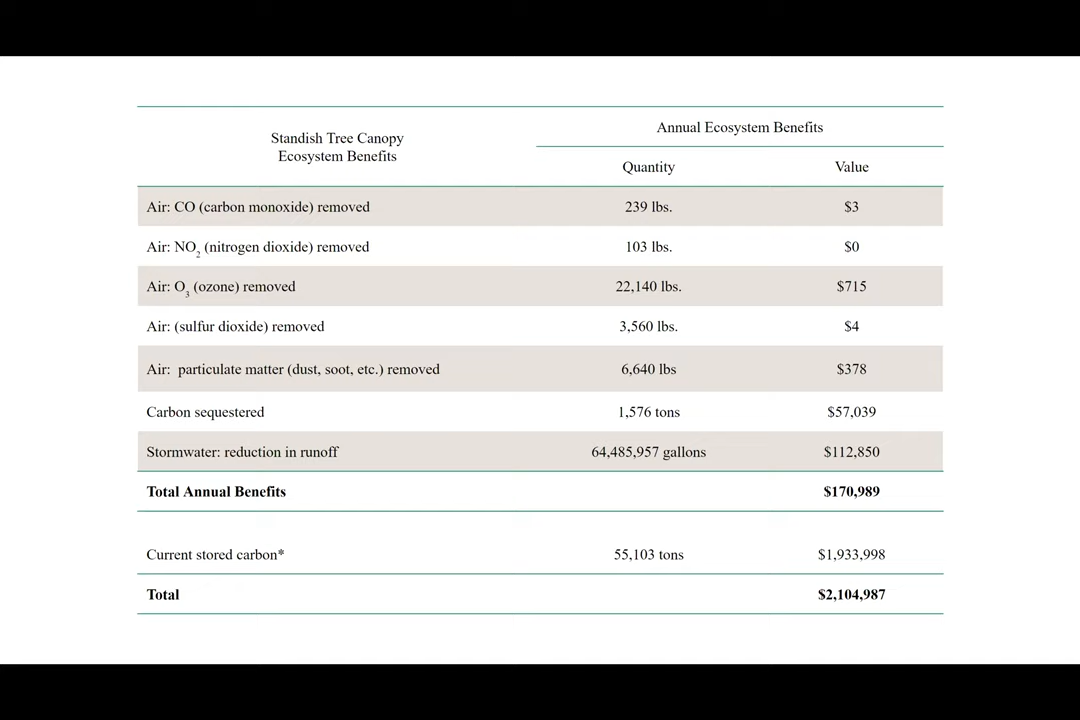 Standish Tree Canopy
Ecosystem Benefits
Annual Ecosystem Benefits
Quantity Value
Air: CO (carbon monoxide) removed 239 lbs. $3
Air: NO2 (nitrogen dioxide) removed 103 lbs. $0
Air: O3 (ozone) removed 22,140 lbs. $715
Air: (sulfur dioxide) removed 3,560 lbs. $4
Air: particulate matter (dust, soot, etc.) removed 6,640 lbs $378
Carbon sequestered 1,576 tons $57,039
Stormwater: reduction in runoff 64,485,957 gallons $112,850
Total Annual Benefits $170,989
Current stored carbon* 55,103 tons $1,933,998
Total $2,104,987